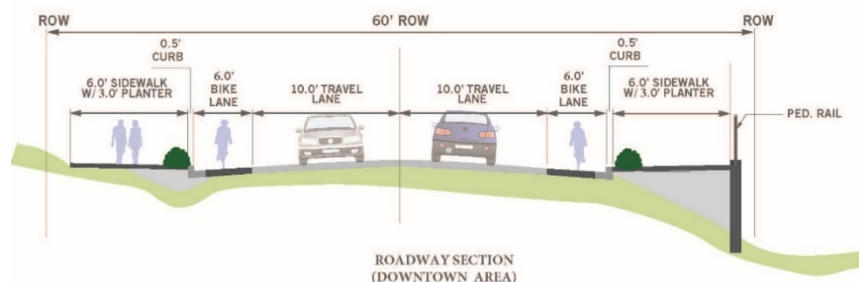 ROW
60' ROW
ROW
0.5'
CURB
0.5'
CURB
6.0' SIDEWALK
W/ 3.0' PLANTER
6.0'
BIKE
LANE
10.0' TRAVEL
LANE
10.0' TRAVEL
LANE
6.0'
BIKE
LANE
6.0' SIDEWALK
W/ 3.0' PLANTER
PED. RAIL
ROADWAY SECTION
(DOWNTOWN AREA)